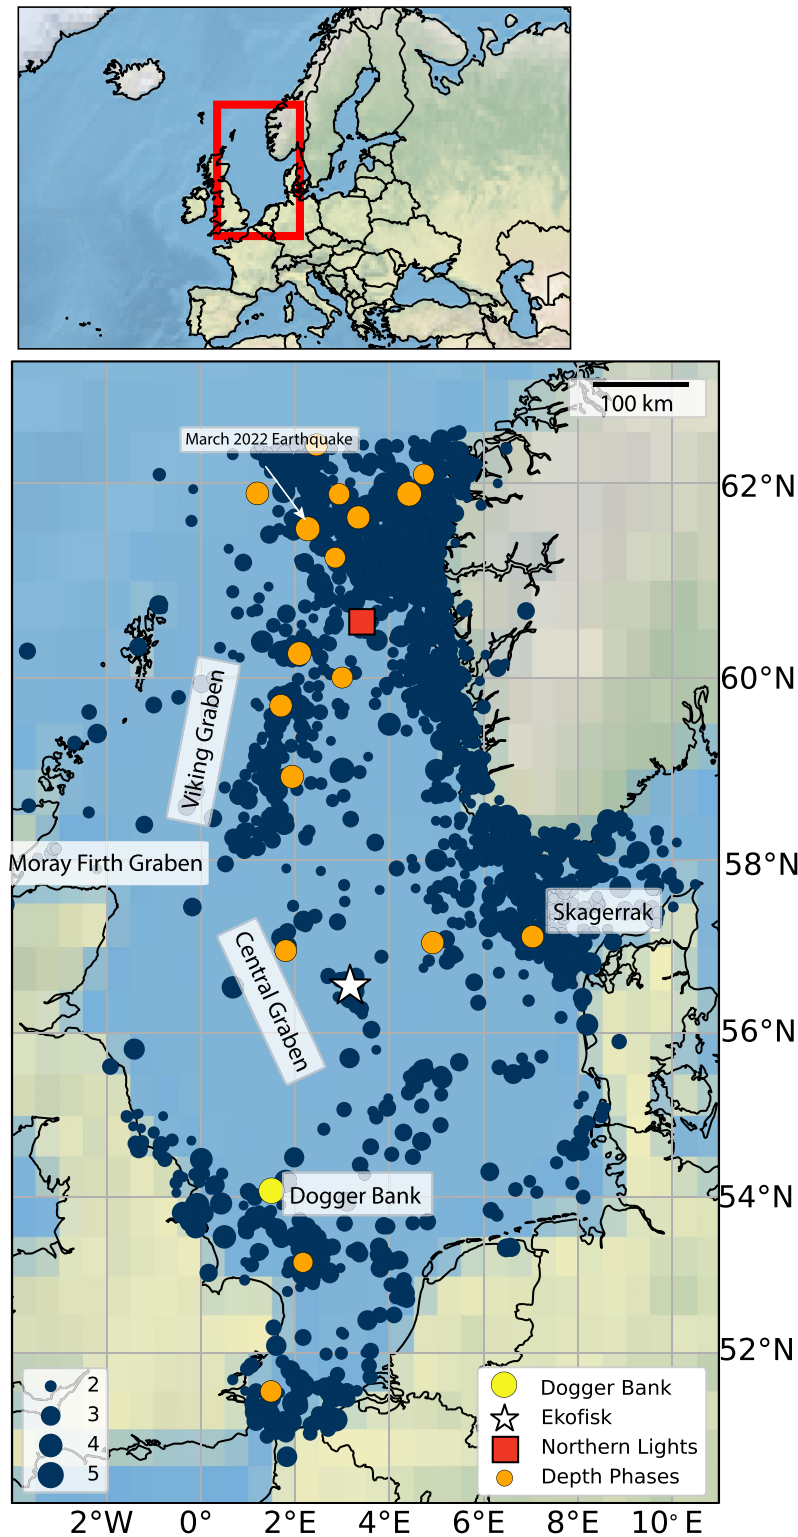 100 km
March 2022 Earthquake
62°N
60°N
Viking Graben
58°N
Moray Firth Graben
Skagerrak
Central Graben
56°N
Dogger Bank
54°N
52°N
2
3
4
5
Dogger Bank
Ekofisk
Northern Lights
Depth Phases
2°W
0°
2°E
4°E
6°E
8°E
10°E